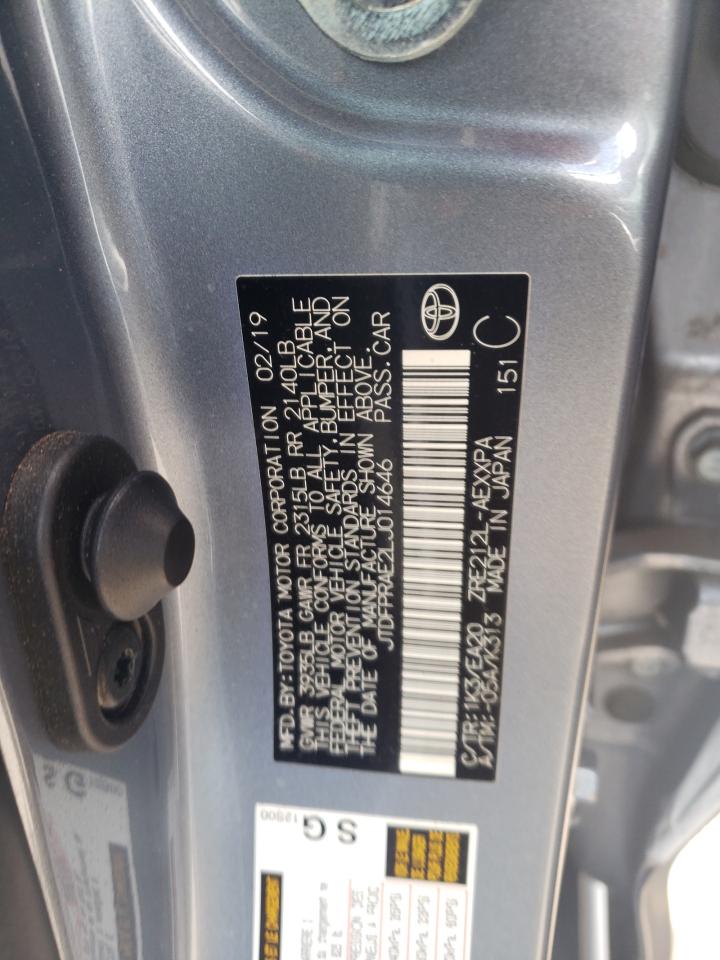 MFD.BY:TOYOTA MOTOR CORPORATION 02/19
GVWR 3935LB GAWR FR 2315LB RR 2140LB
THIS VEHICLE CONFORMS TO ALL APPLICABLE
FEDERAL MOTOR VEHICLE SAFETY, BUMPER, AND
THEFT PREVENTION STANDARDS IN EFFECT ON
THE DATE OF MANUFACTURE SHOWN ABOVE.
JTDFPRAE2LJ014646 PASS.CAR
C/TR:1K3/EA20 ZRE212L-AEXXPA
A/TM:-05A/K313 MADE IN JAPAN 151 C
12S00
S G